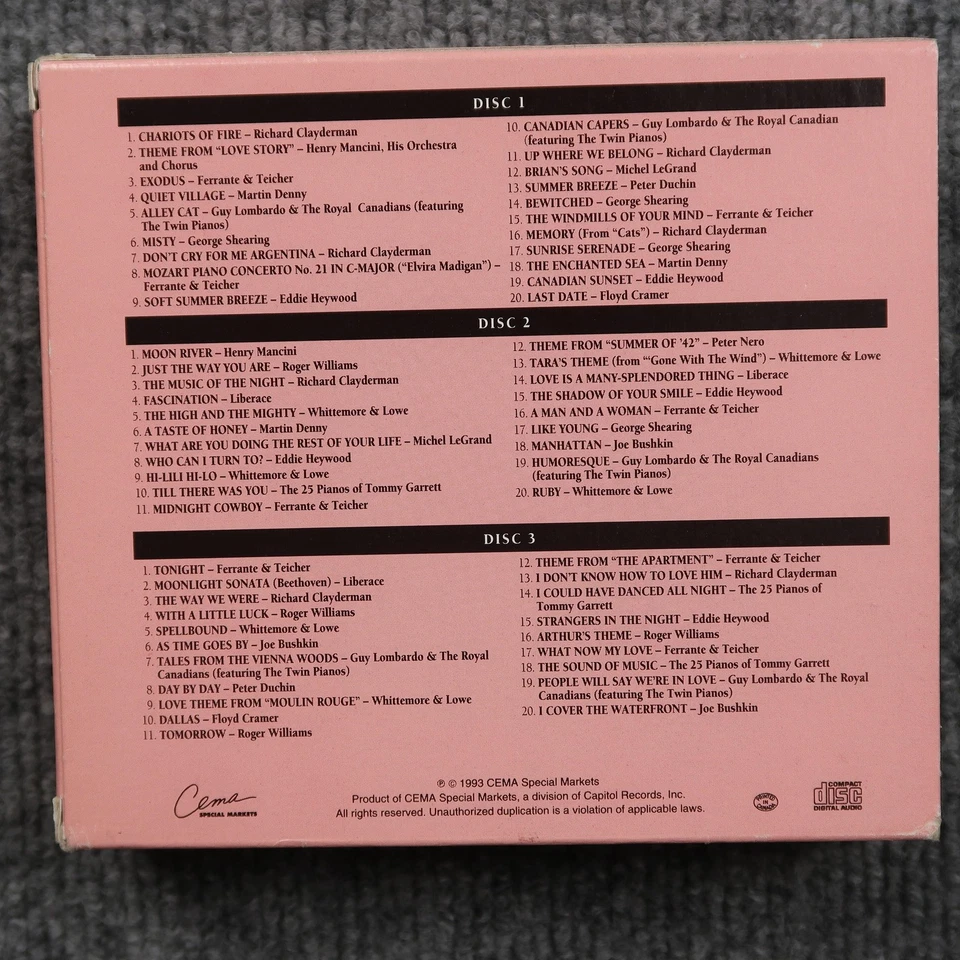 DISC 1
1. CHARIOTS OF FIRE – Richard Clayderman
2. THEME FROM "LOVE STORY" – Henry Mancini, His Orchestra
and Chorus
3. EXODUS – Ferrante & Teicher
4. QUIET VILLAGE – Martin Denny
5. ALLEY CAT – Guy Lombardo & The Royal Canadians (featuring
The Twin Pianos)
6. MISTY – George Shearing
7. DON'T CRY FOR ME ARGENTINA – Richard Clayderman
8. MOZART PIANO CONCERTO No. 21 IN C-MAJOR ("Elvira Madigan") –
Ferrante & Teicher
9. SOFT SUMMER BREEZE – Eddie Heywood
10. CANADIAN CAPERS – Guy Lombardo & The Royal Canadian
(featuring The Twin Pianos)
11. UP WHERE WE BELONG – Richard Clayderman
12. BRIAN'S SONG – Michel LeGrand
13. SUMMER BREEZE – Peter Duchin
14. BEWITCHED – George Shearing
15. THE WINDMILLS OF YOUR MIND – Ferrante & Teicher
16. MEMORY (From "Cats") – Richard Clayderman
17. SUNRISE SERENADE – George Shearing
18. THE ENCHANTED SEA – Martin Denny
19. CANADIAN SUNSET – Eddie Heywood
20. LAST DATE – Floyd Cramer
DISC 2
1. MOON RIVER – Henry Mancini
2. JUST THE WAY YOU ARE – Roger Williams
3. THE MUSIC OF THE NIGHT – Richard Clayderman
4. FASCINATION – Liberace
5. THE HIGH AND THE MIGHTY – Whittemore & Lowe
6. A TASTE OF HONEY – Martin Denny
7. WHAT ARE YOU DOING THE REST OF YOUR LIFE – Michel LeGrand
8. WHO CAN I TURN TO? – Eddie Heywood
9. HI-LILI HI-LO – Whittemore & Lowe
10. TILL THERE WAS YOU – The 25 Pianos of Tommy Garrett
11. MIDNIGHT COWBOY – Ferrante & Teicher
12. THEME FROM "SUMMER OF '42" – Peter Nero
13. TARA'S THEME (from "'Gone With The Wind") – Whittemore & Lowe
14. LOVE IS A MANY-SPLENDORED THING – Liberace
15. THE SHADOW OF YOUR SMILE – Eddie Heywood
16. A MAN AND A WOMAN – Ferrante & Teicher
17. LIKE YOUNG – George Shearing
18. MANHATTAN – Joe Bushkin
19. HUMORESQUE – Guy Lombardo & The Royal Canadians
(featuring The Twin Pianos)
20. RUBY – Whittemore & Lowe
DISC 3
1. TONIGHT – Ferrante & Teicher
2. MOONLIGHT SONATA (Beethoven) – Liberace
3. THE WAY WE WERE – Richard Clayderman
4. WITH A LITTLE LUCK – Roger Williams
5. SPELLBOUND – Whittemore & Lowe
6. AS TIME GOES BY – Joe Bushkin
7. TALES FROM THE VIENNA WOODS – Guy Lombardo & The Royal
Canadians (featuring The Twin Pianos)
8. DAY BY DAY – Peter Duchin
9. LOVE THEME FROM "MOULIN ROUGE" – Whittemore & Lowe
10. DALLAS – Floyd Cramer
11. TOMORROW – Roger Williams
12. THEME FROM "THE APARTMENT" – Ferrante & Teicher
13. I DON'T KNOW HOW TO LOVE HIM – Richard Clayderman
14. I COULD HAVE DANCED ALL NIGHT – The 25 Pianos of
Tommy Garrett
15. STRANGERS IN THE NIGHT – Eddie Heywood
16. ARTHUR'S THEME – Roger Williams
17. WHAT NOW MY LOVE – Ferrante & Teicher
18. THE SOUND OF MUSIC – The 25 Pianos of Tommy Garrett
19. PEOPLE WILL SAY WE'RE IN LOVE – Guy Lombardo & The Royal
Canadians (featuring The Twin Pianos)
20. I COVER THE WATERFRONT – Joe Bushkin
Cema
SPECIAL MARKETS
℗ © 1993 CEMA Special Markets
Product of CEMA Special Markets, a division of Capitol Records, Inc.
All rights reserved. Unauthorized duplication is a violation of applicable laws.
PRINTED
IN
CANADA
COMPACT
disc
DIGITAL AUDIO